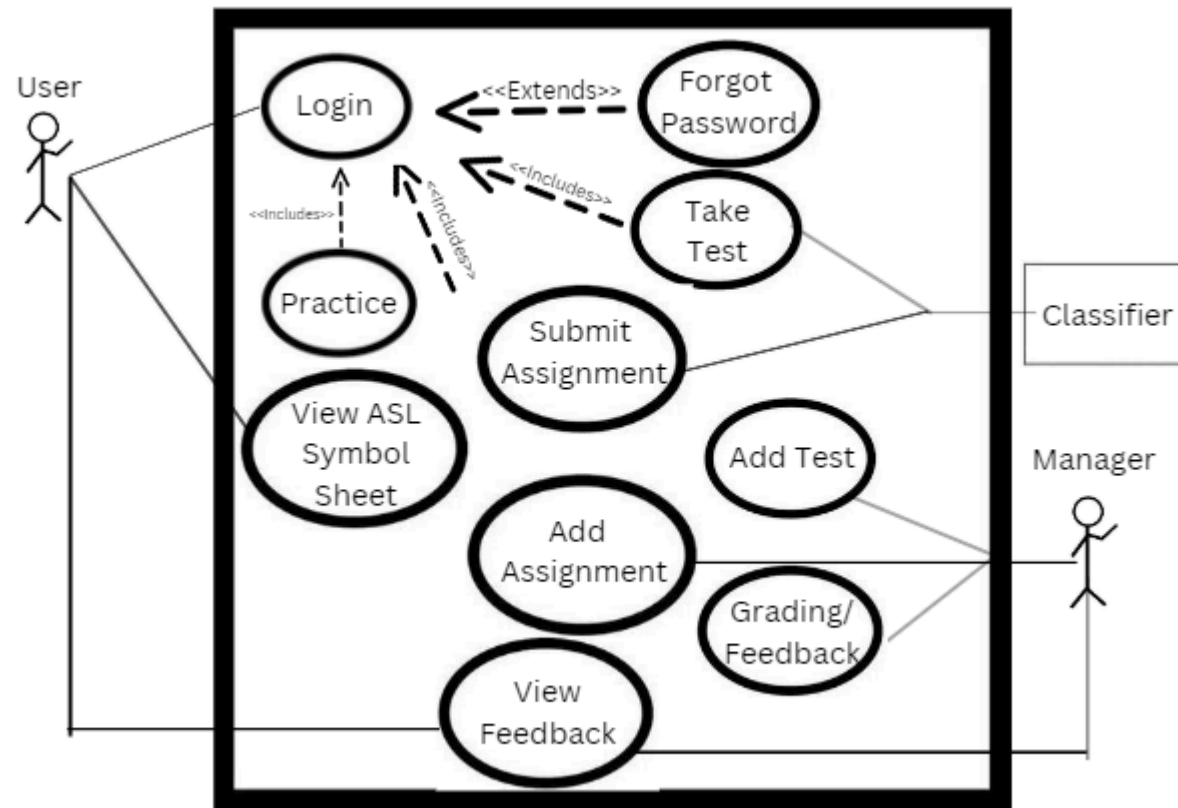 User
Login
<<Extends>>
Forgot
Password
<<Includes>>
<<Includes>>
<<Includes>>
Take
Test
Practice
Submit
Assignment
Classifier
View ASL
Symbol
Sheet
Add Test
Manager
Add
Assignment
Grading/
Feedback
View
Feedback